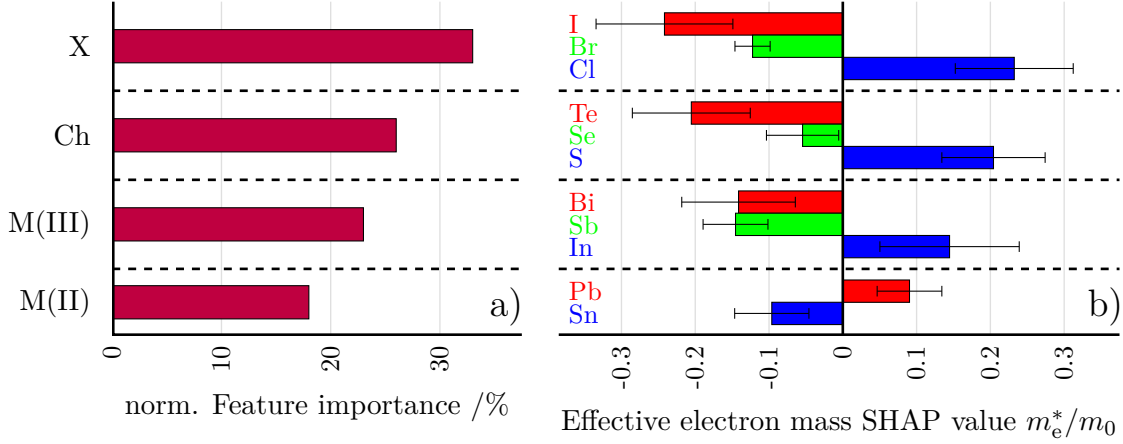 X
Ch
M(III)
M(II)
a)
0
10
20
30
norm. Feature importance /%
I
Br
Cl
Te
Se
S
Bi
Sb
In
Pb
Sn
b)
-0.3
-0.2
-0.1
0
0.1
0.2
0.3
Effective electron mass SHAP value m*e/m0